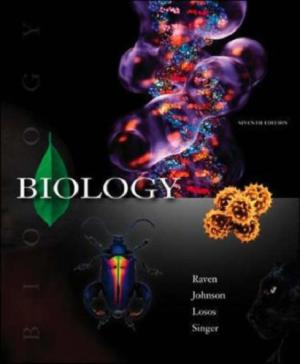 BIOLOGY
SEVENTH EDITION
BIOLOGY
Raven
Johnson
Losos
Singer